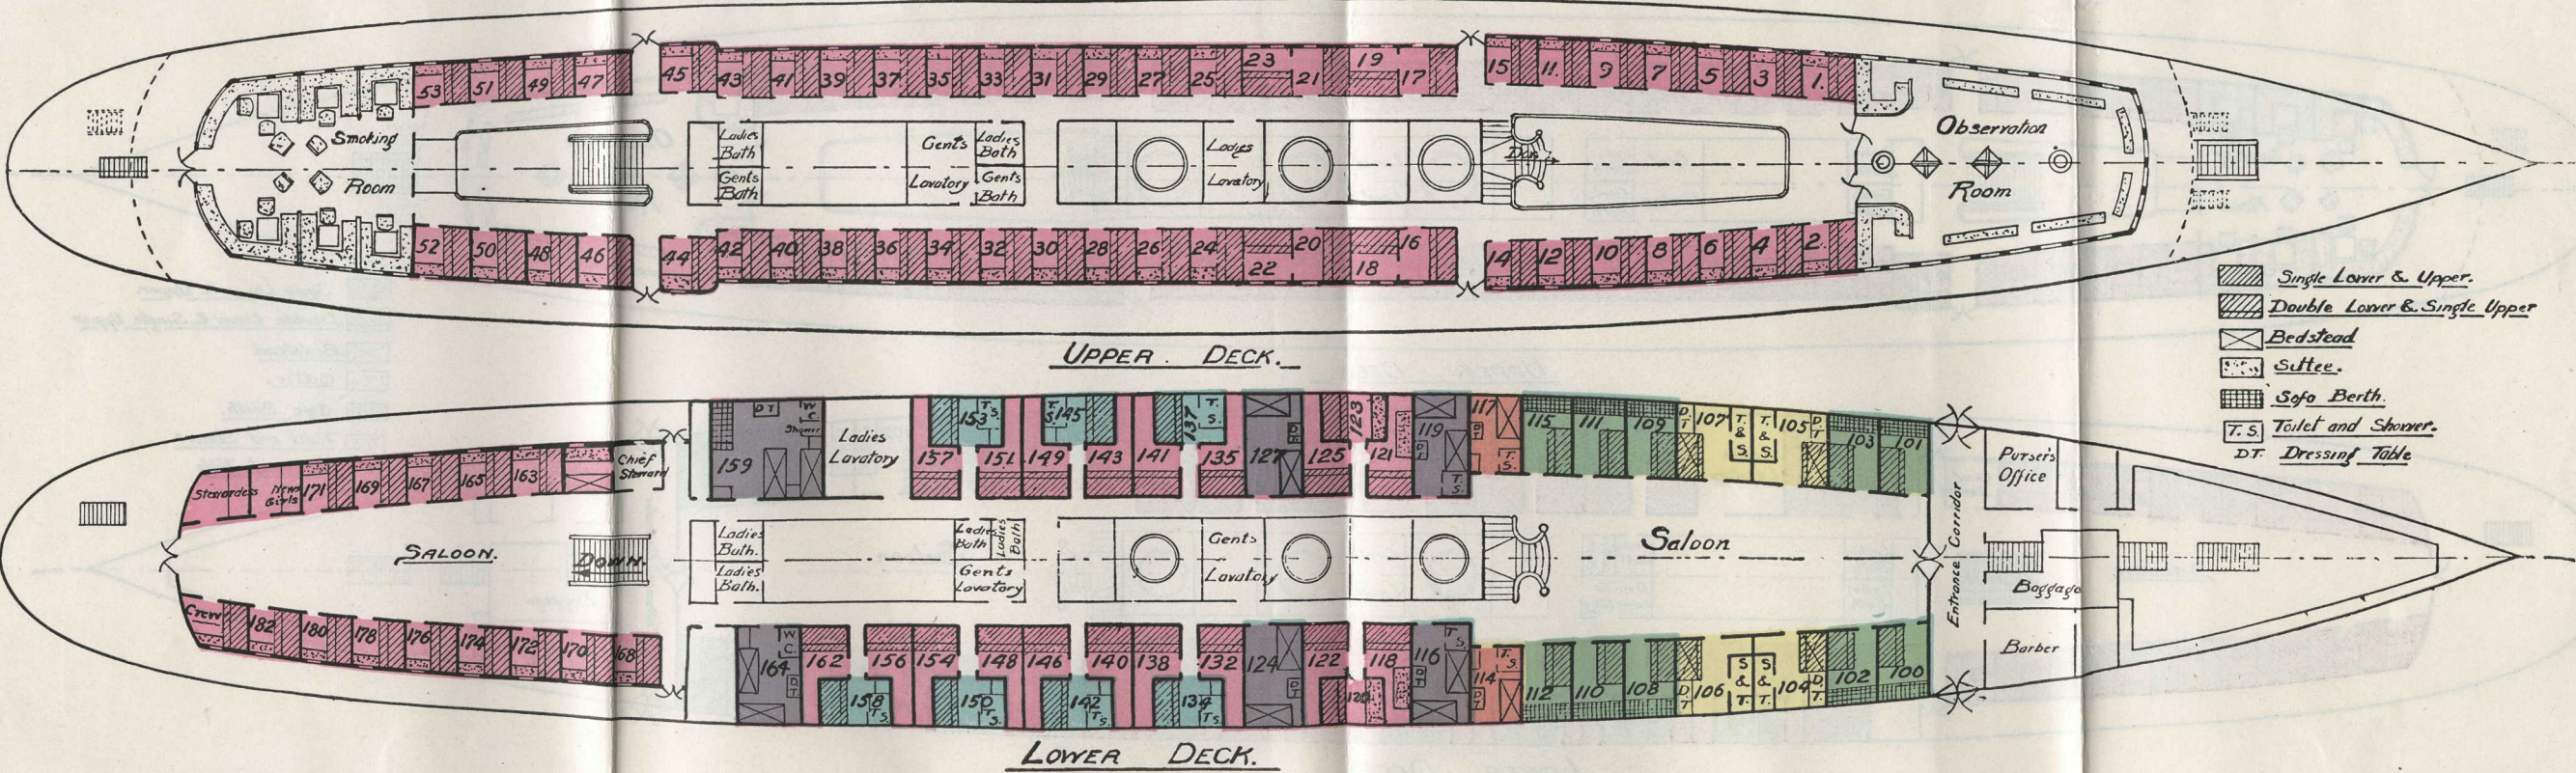 53 51 49 47 45 43 41 39 37 35 33 31 29 27 25 23 21 19 17 15 11 9 7 5 3 1.
Smoking
Room
Ladies
Bath
Gents
Bath
Gents
Lavatory
Ladies
Bath
Gents
Bath
Ladies
Lavatory
Observation
Room
52 50 48 46 44 42 40 38 36 34 32 30 28 26 24 22 20 18 16 14 12 10 8 6 4 2.
UPPER DECK.
Single Lower & Upper.
Double Lower & Single Upper
Bedstead
Suttee.
Sofa Berth.
T. S. Toilet and Shower.
D.T. Dressing Table
Stewardess
News
Girls
171 169 167 165 163
Chief
Steward
159
DT
W
C.
Shower
Ladies
Lavatory
157 153 T.S. 151 149 T.S. 145 143 141 137 T.S. 135 127 DT 125 123 121 119 D T T.S. 117 D T T.S. 115 111 109 D.T. 107 T. & S. T. & S. 105 D.T. 103 101
SALOON.
DOWN.
Ladies
Bath.
Ladies
Bath.
Ladies
Bath
Ladies
Bath
Gents
Lavatory
Gents
Lavatory
Saloon
Entrance Corridor
Purser's
Office
Baggage
Barber
Crew 182 180 178 176 174 172 170 168
164 W C. DT 162 158 T.S. 156 154 150 T.S. 148 146 142 T.S. 140 138 134 T.S. 132 124 DT 122 120 118 116 T S DT 114 T.S. D T 112 110 108 D.T. 106 S & T. S & T. 104 D.T. 102 100
LOWER DECK.